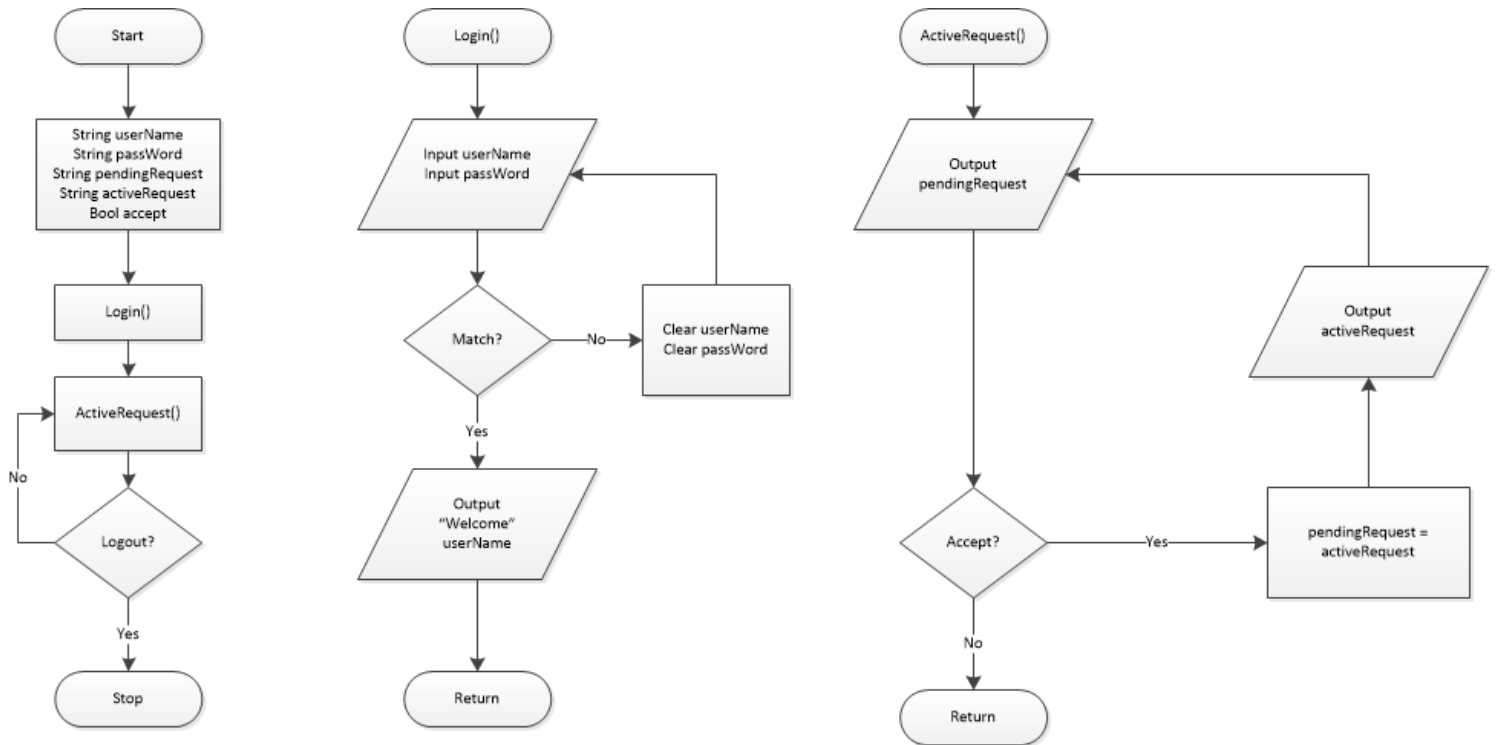 Start
String userName
String passWord
String pendingRequest
String activeRequest
Bool accept
Login()
ActiveRequest()
No
Logout?
Yes
Stop
Login()
Input userName
Input passWord
Match?
No
Clear userName
Clear passWord
Yes
Output
“Welcome”
userName
Return
ActiveRequest()
Output
pendingRequest
Accept?
Yes
pendingRequest =
activeRequest
Output
activeRequest
No
Return